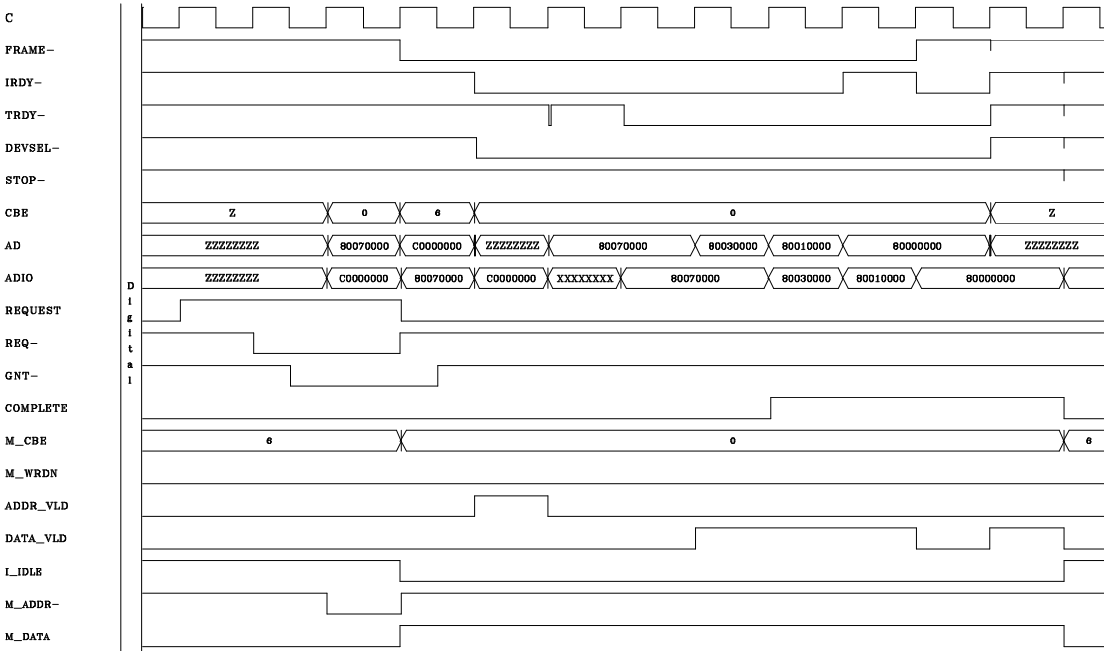 C
FRAME-
IRDY-
TRDY-
DEVSEL-
STOP-
CBE Z 0 6 0 Z
AD ZZZZZZZZ 80070000 C0000000 ZZZZZZZZ 80070000 80030000 80010000 80000000 ZZZZZZZZ
ADIO ZZZZZZZZ C0000000 80070000 C0000000 XXXXXXXX 80070000 80030000 80010000 80000000
Digital
REQUEST
REQ-
GNT-
COMPLETE
M_CBE 6 0 6
M_WRDN
ADDR_VLD
DATA_VLD
I_IDLE
M_ADDR-
M_DATA